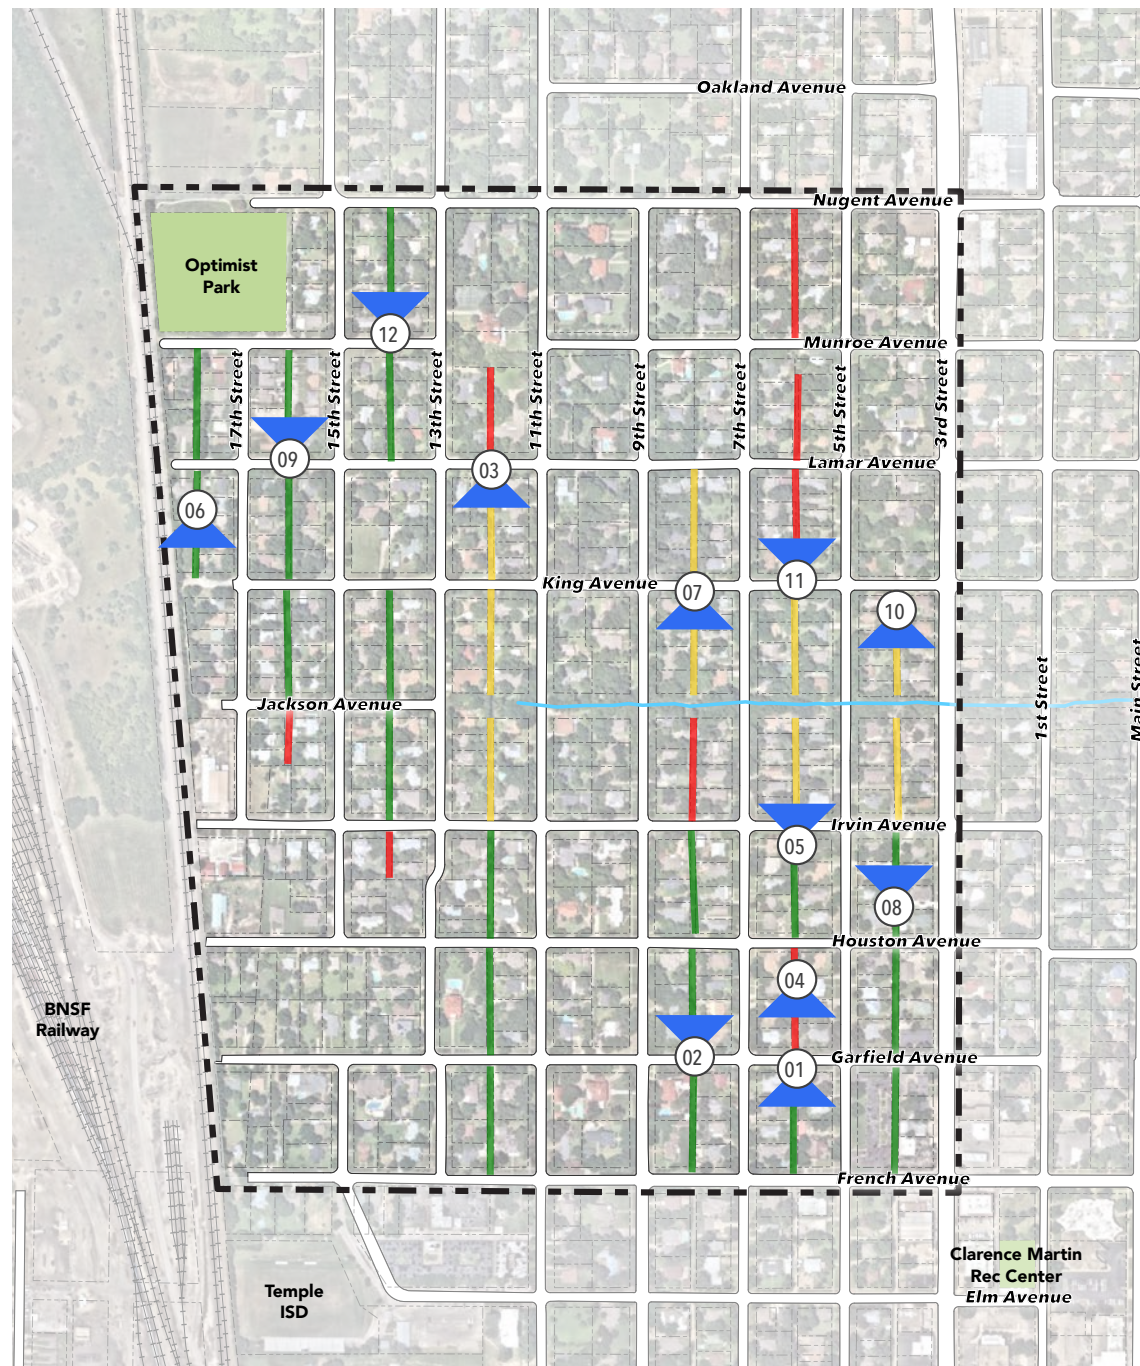 Oakland Avenue
Nugent Avenue
Optimist
Park
12
Munroe Avenue
17th Street
15th Street
13th Street
11th Street
9th Street
7th Street
5th Street
3rd Street
09
03
Lamar Avenue
06
King Avenue
07
11
10
Jackson Avenue
1st Street
Main Street
05
Irvin Avenue
08
Houston Avenue
04
BNSF
Railway
02
01
Garfield Avenue
French Avenue
Clarence Martin
Rec Center
Elm Avenue
Temple
ISD